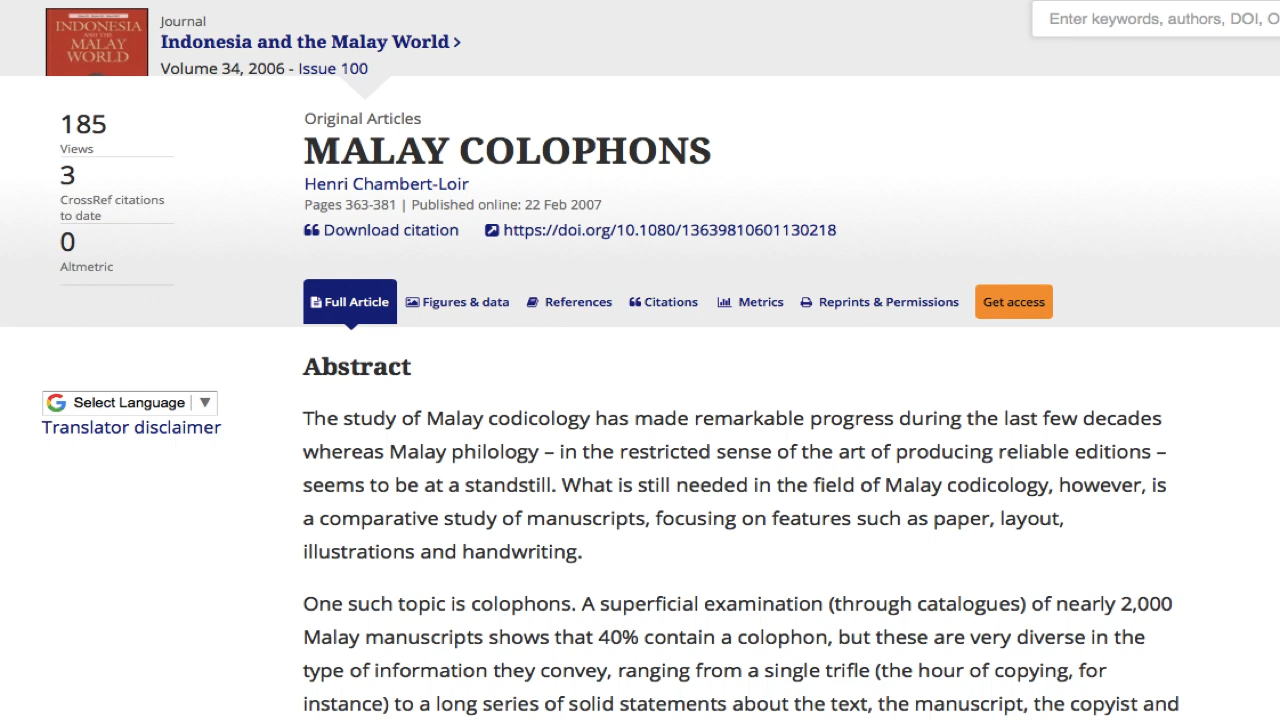 INDONESIA
AND THE
MALAY
WORLD
Journal
Indonesia and the Malay World ›
Volume 34, 2006 - Issue 100
Enter keywords, authors, DOI, O
185
Views
3
CrossRef citations
to date
0
Altmetric
Original Articles
MALAY COLOPHONS
Henri Chambert-Loir
Pages 363-381 | Published online: 22 Feb 2007
Download citation https://doi.org/10.1080/13639810601130218
Full Article Figures & data References Citations Metrics Reprints & Permissions Get access
Select Language ▼
Translator disclaimer
Abstract
The study of Malay codicology has made remarkable progress during the last few decades
whereas Malay philology – in the restricted sense of the art of producing reliable editions –
seems to be at a standstill. What is still needed in the field of Malay codicology, however, is
a comparative study of manuscripts, focusing on features such as paper, layout,
illustrations and handwriting.
One such topic is colophons. A superficial examination (through catalogues) of nearly 2,000
Malay manuscripts shows that 40% contain a colophon, but these are very diverse in the
type of information they convey, ranging from a single trifle (the hour of copying, for
instance) to a long series of solid statements about the text, the manuscript, the copyist and